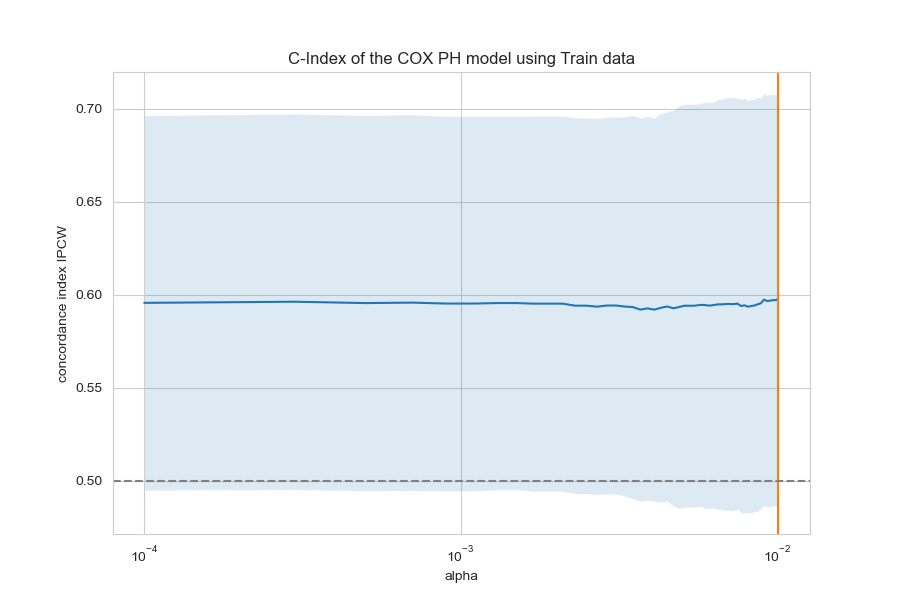 C-Index of the COX PH model using Train data
concordance index IPCW
0.70
0.65
0.60
0.55
0.50
10⁻⁴
10⁻³
10⁻²
alpha